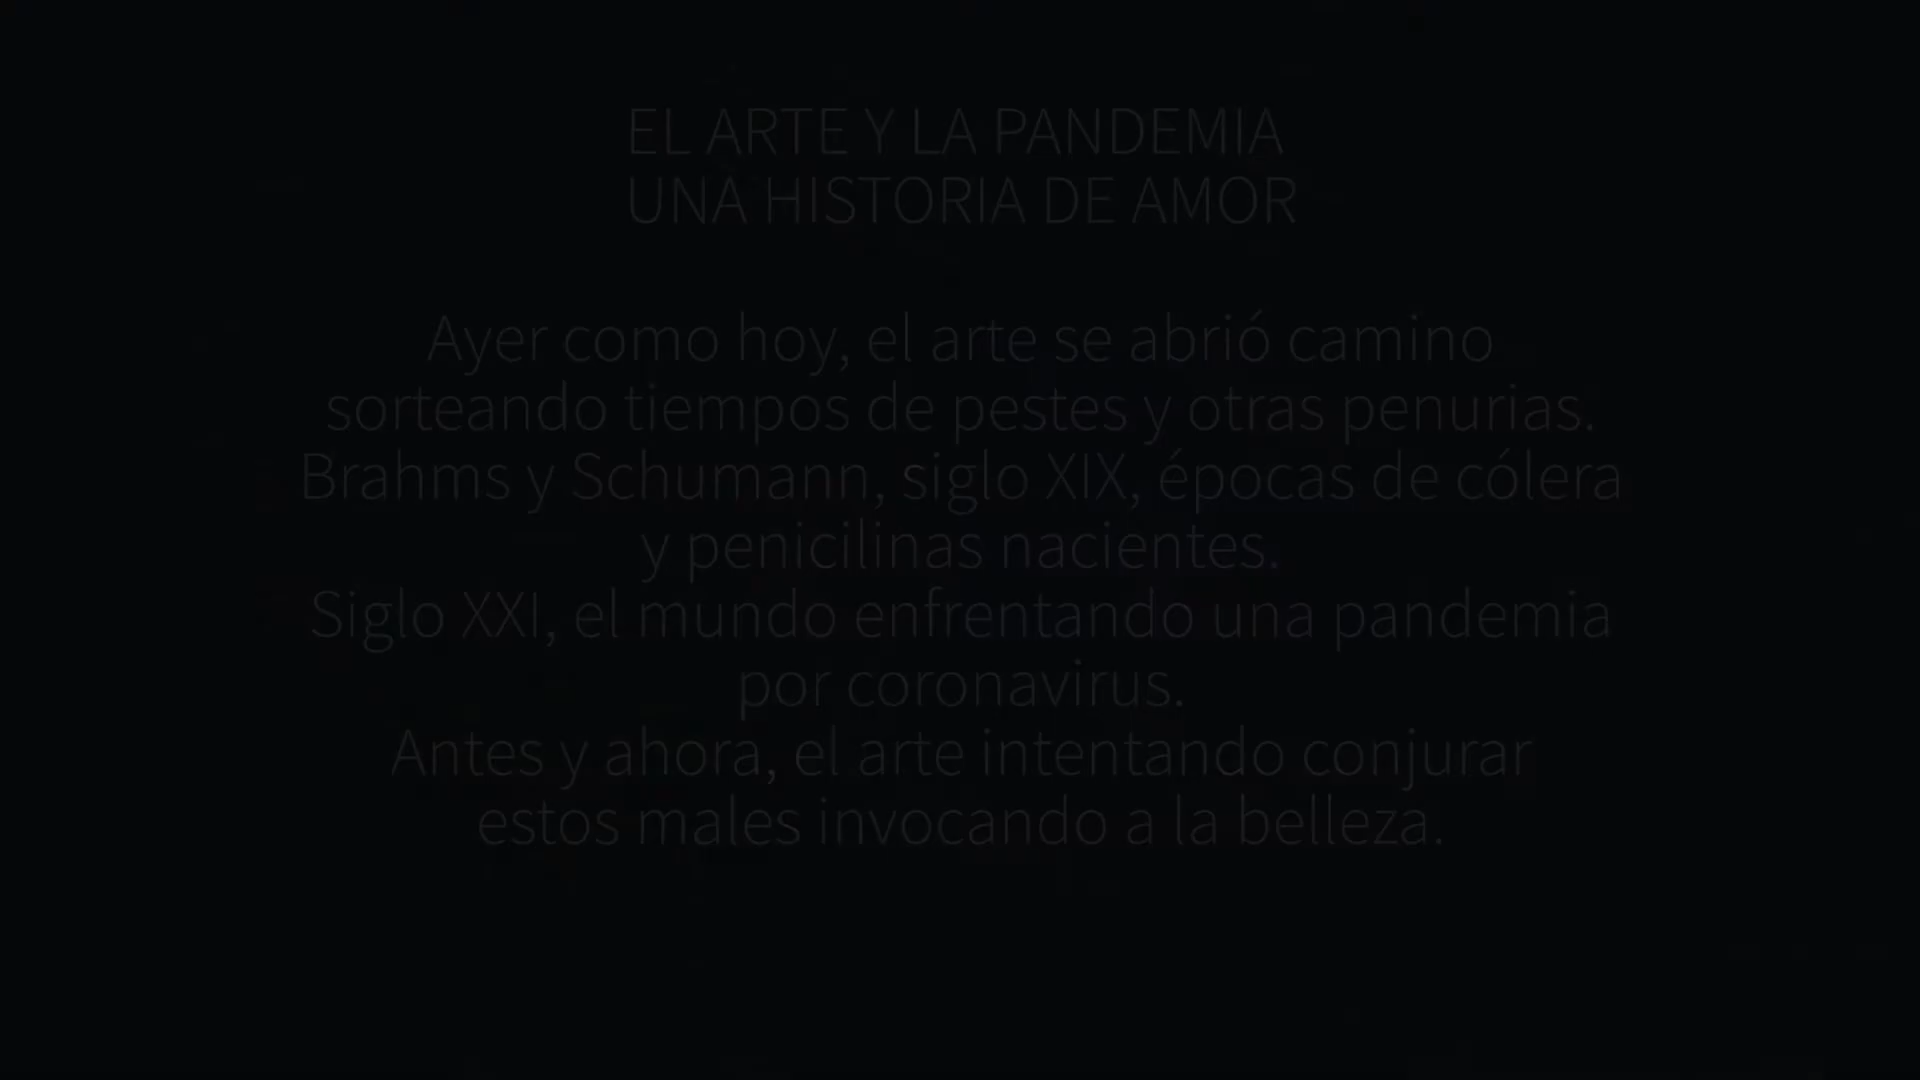 EL ARTE Y LA PANDEMIA
UNA HISTORIA DE AMOR
Ayer como hoy, el arte se abrió camino
sorteando tiempos de pestes y otras penurias.
Brahms y Schumann, siglo XIX, épocas de cólera
y penicilinas nacientes.
Siglo XXI, el mundo enfrentando una pandemia
por coronavirus.
Antes y ahora, el arte intentando conjurar
estos males invocando a la belleza.